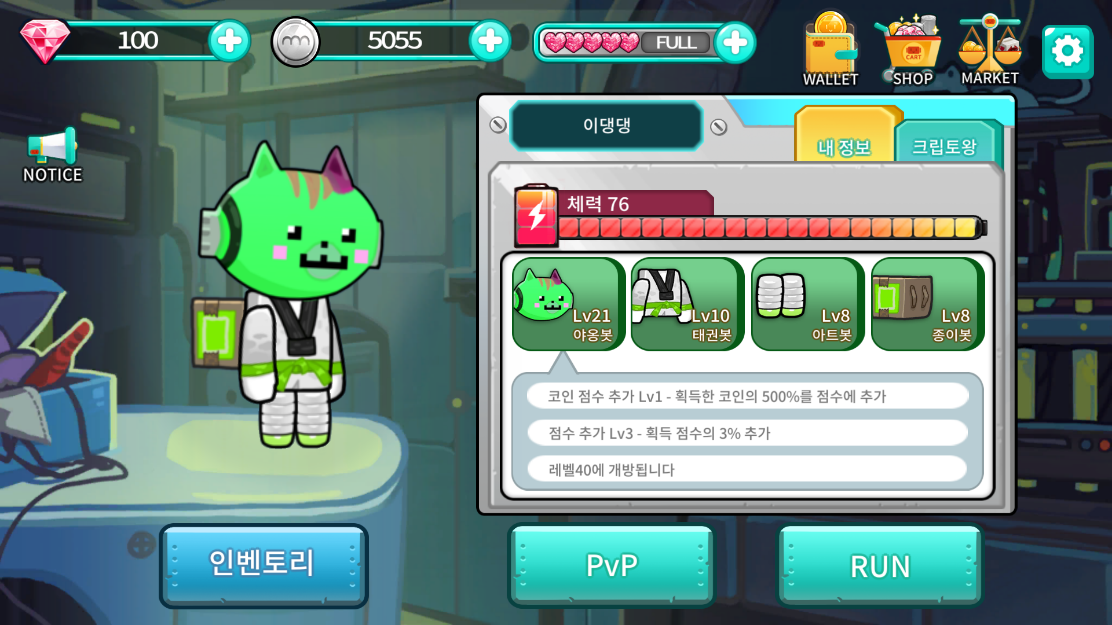 100
5055
FULL
WALLET
SHOP
CART
MARKET
NOTICE
이댕댕
내 정보
크립토왕
체력 76
Lv21
야옹봇
Lv10
태권봇
Lv8
아트봇
Lv8
종이봇
코인 점수 추가 Lv1 - 획득한 코인의 500%를 점수에 추가
점수 추가 Lv3 - 획득 점수의 3% 추가
레벨40에 개방됩니다
인벤토리
PvP
RUN